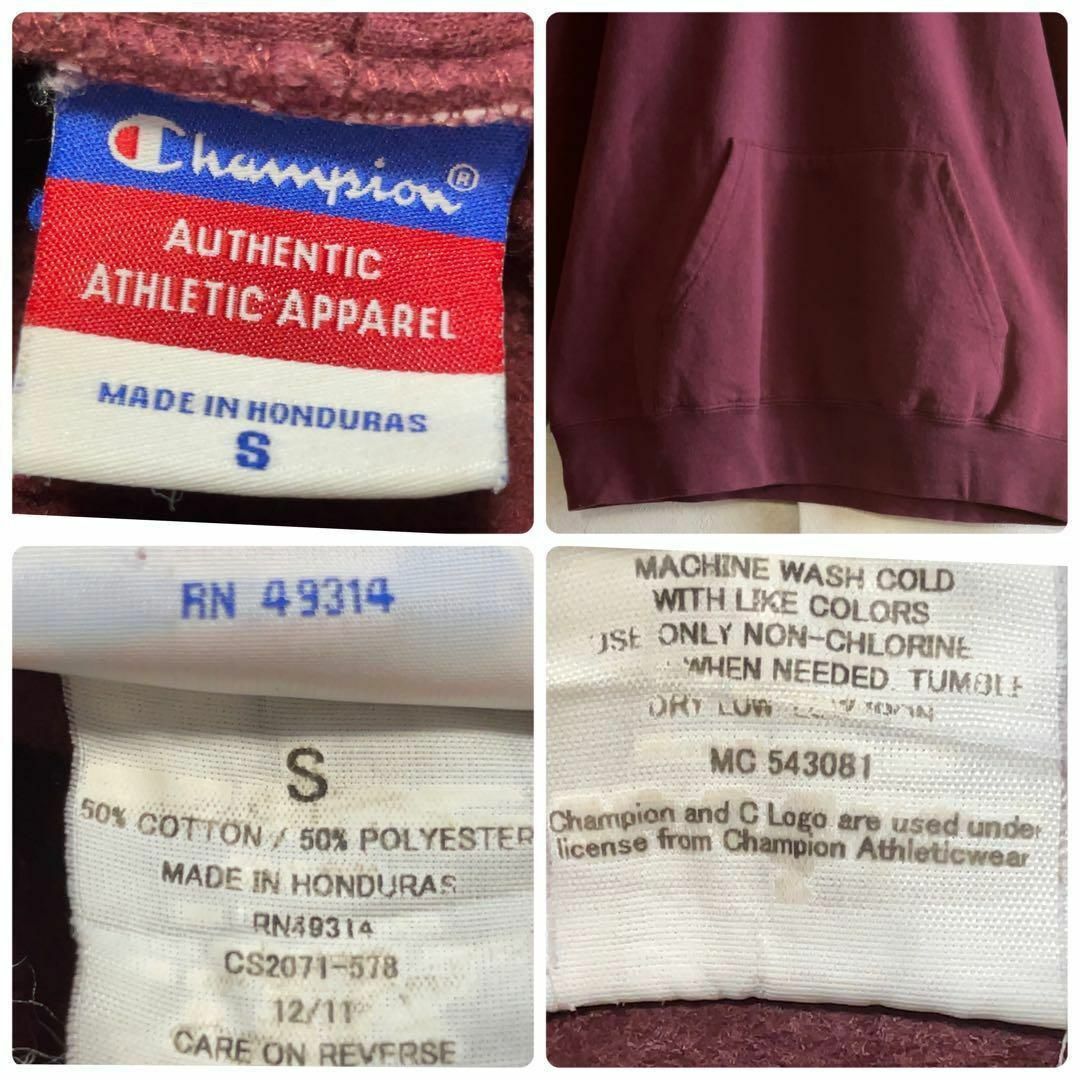 Champion®
AUTHENTIC
ATHLETIC APPAREL
MADE IN HONDURAS
S
RN 49314
S
50% COTTON / 50% POLYESTER
MADE IN HONDURAS
RN49314
CS2071-578
12/11
CARE ON REVERSE
MACHINE WASH COLD
WITH LIKE COLORS
USE ONLY NON-CHLORINE
WHEN NEEDED. TUMBLE
DRY LOW
MC 543081
Champion and C Logo are used under
license from Champion Athleticwear